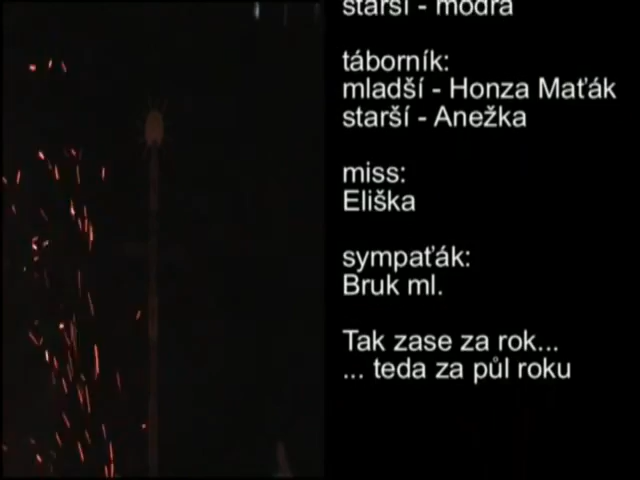 starší - modrá
táborník:
mladší - Honza Maťák
starší - Anežka
miss:
Eliška
sympaťák:
Bruk ml.
Tak zase za rok...
... teda za půl roku